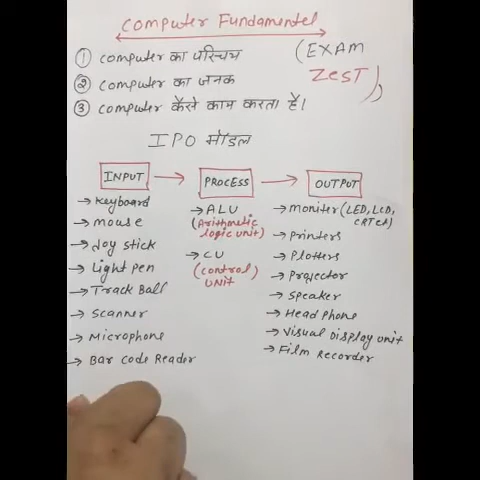 Computer Fundamentel
(EXAM
ZEST)
① Computer का परिचय
② Computer का जनक
③ Computer कैसे काम करता है।
IPO मॉडल
INPUT → PROCESS → OUTPUT
→ Keyboard
→ Mouse
→ Joy stick
→ Light pen
→ Track Ball
→ Scanner
→ Microphone
→ Bar code Reader
→ ALU
(Arithmetic
logic unit)
→ CU
(control)
unit
→ Moniter (LED, LCD,
→ Printers
→ Plotters
→ Projector
→ Speaker
→ Head Phone
→ Visual Display unit
→ Film Recorder